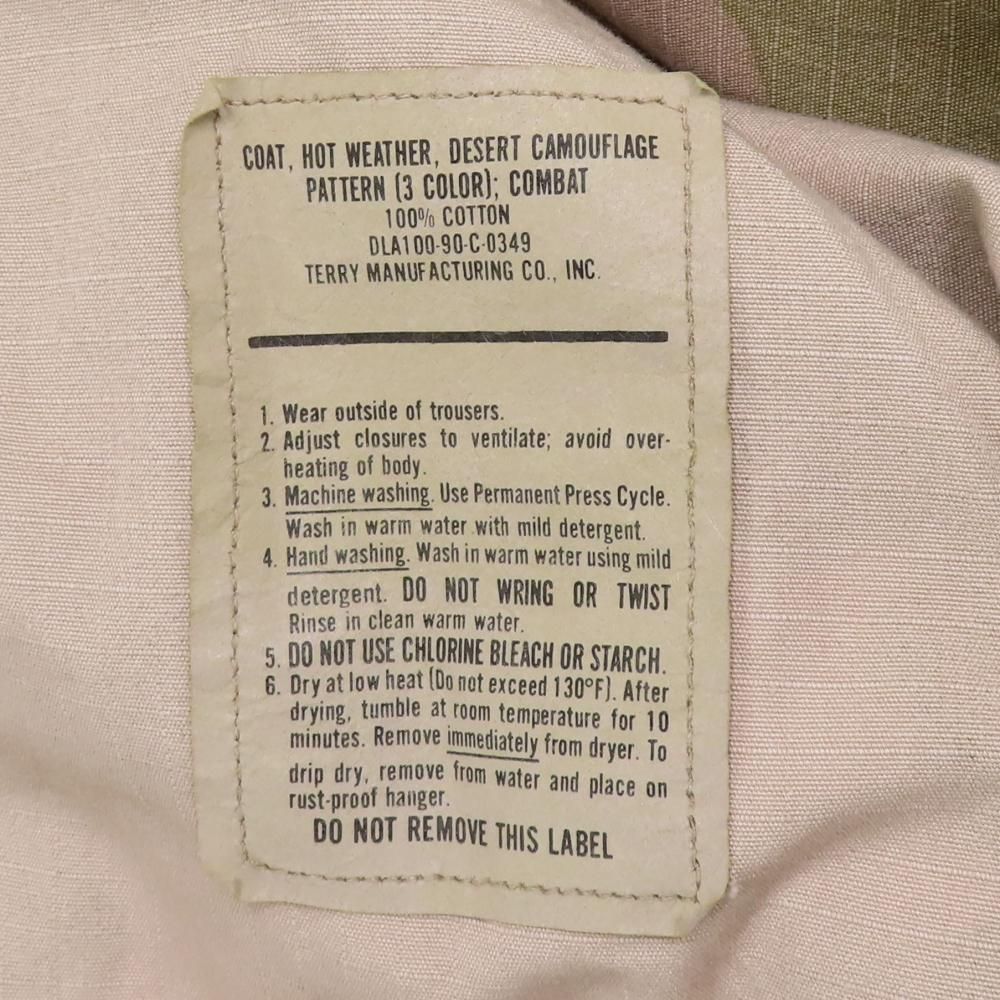 COAT, HOT WEATHER, DESERT CAMOUFLAGE
PATTERN (3 COLOR); COMBAT
100% COTTON
DLA100-90-C-0349
TERRY MANUFACTURING CO., INC.
1. Wear outside of trousers.
2. Adjust closures to ventilate; avoid over-
heating of body.
3. Machine washing. Use Permanent Press Cycle.
Wash in warm water with mild detergent.
4. Hand washing. Wash in warm water using mild
detergent. DO NOT WRING OR TWIST
Rinse in clean warm water.
5. DO NOT USE CHLORINE BLEACH OR STARCH.
6. Dry at low heat (Do not exceed 130°F). After
drying, tumble at room temperature for 10
minutes. Remove immediately from dryer. To
drip dry, remove from water and place on
rust-proof hanger.
DO NOT REMOVE THIS LABEL